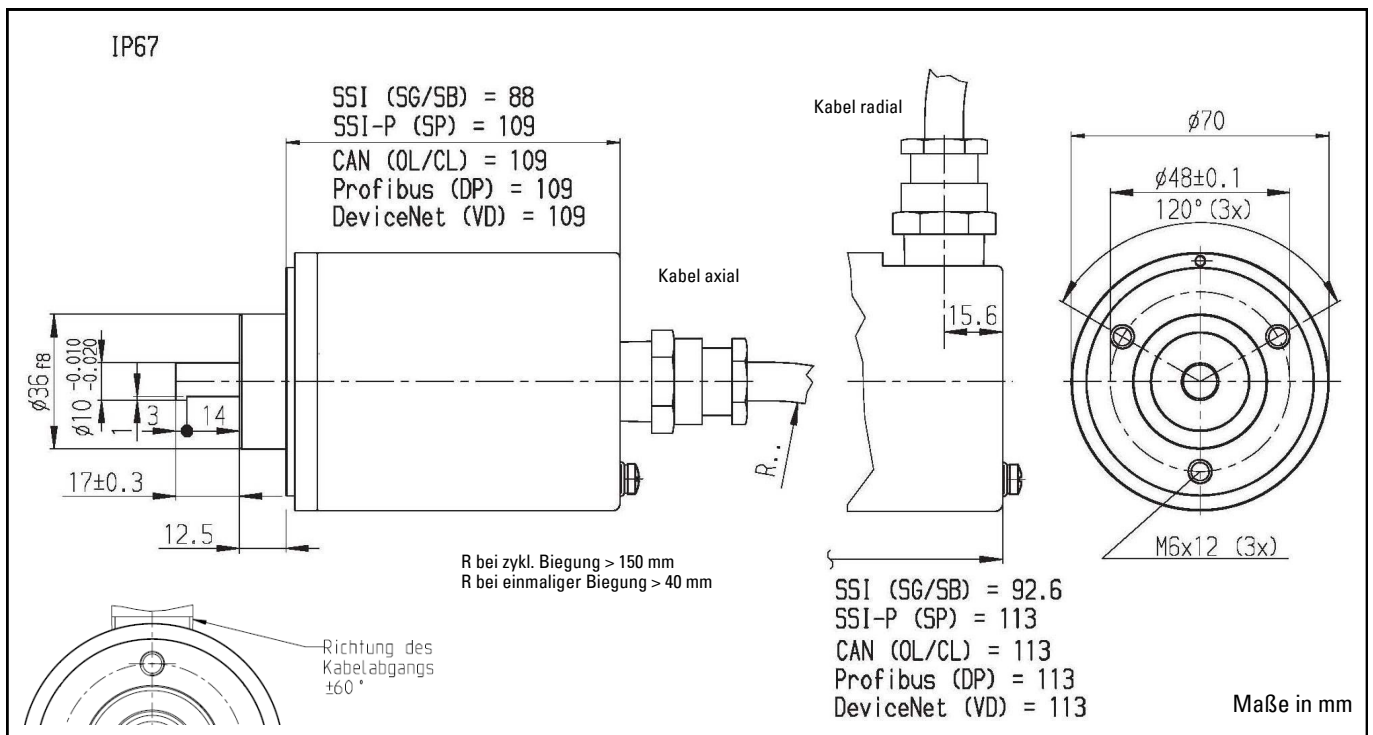 IP67
SSI (SG/SB) = 88
SSI-P (SP) = 109
CAN (OL/CL) = 109
Profibus (DP) = 109
DeviceNet (VD) = 109
Kabel radial
Kabel axial
15.6
ø70
ø48±0.1
120° (3x)
M6x12 (3x)
ø36 f8
ø10 -0.010 -0.020
1
3
14
17±0.3
12.5
R..
R bei zykl. Biegung > 150 mm
R bei einmaliger Biegung > 40 mm
Richtung des
Kabelabgangs
±60°
SSI (SG/SB) = 92.6
SSI-P (SP) = 113
CAN (OL/CL) = 113
Profibus (DP) = 113
DeviceNet (VD) = 113
Maße in mm